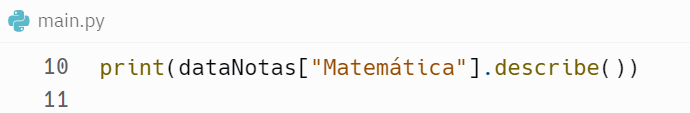 main.py
10 print(dataNotas["Matemática"].describe())
11